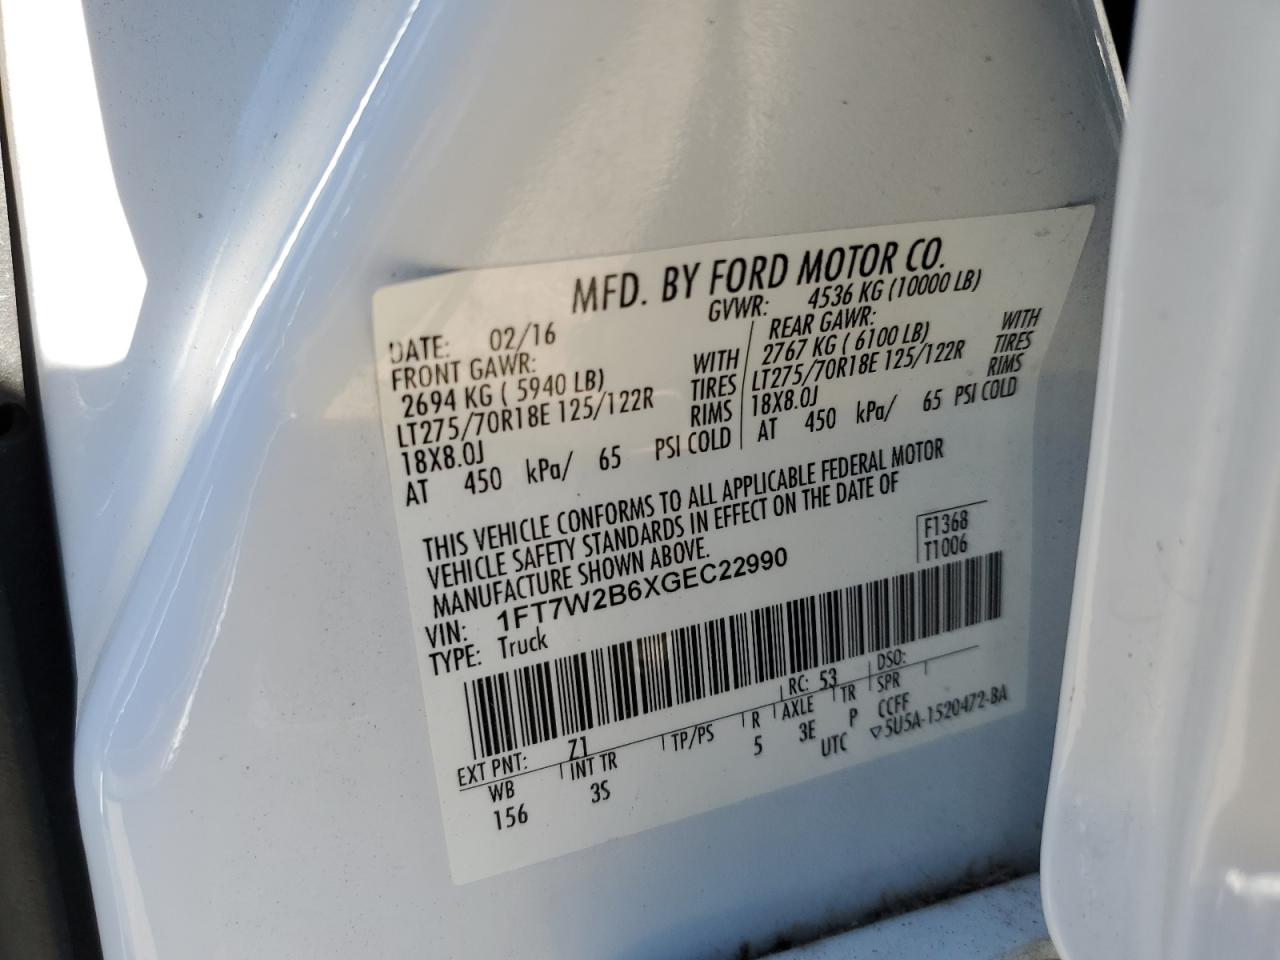 MFD. BY FORD MOTOR CO.
DATE: 02/16 GVWR: 4536 KG (10000 LB)
FRONT GAWR:
2694 KG ( 5940 LB) WITH
LT275/70R18E 125/122R TIRES
18X8.0J RIMS
AT 450 kPa/ 65 PSI COLD
REAR GAWR:
2767 KG ( 6100 LB) WITH
LT275/70R18E 125/122R TIRES
18X8.0J RIMS
AT 450 kPa/ 65 PSI COLD
THIS VEHICLE CONFORMS TO ALL APPLICABLE FEDERAL MOTOR
VEHICLE SAFETY STANDARDS IN EFFECT ON THE DATE OF
MANUFACTURE SHOWN ABOVE.
VIN: 1FT7W2B6XGEC22990
TYPE: Truck
F1368
T1006
EXT PNT: Z1 RC: 53 DSO:
WB INT TR TP/PS R AXLE TR SPR
156 3S 5 3E P CCFF
UTC ▽5U5A-1520472-BA